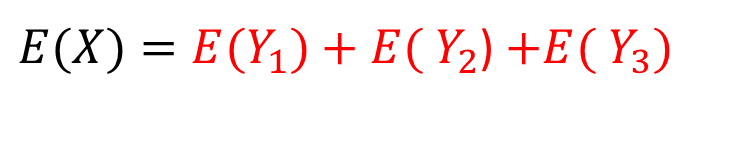 E(X) = E(Y₁) + E( Y₂) +E( Y₃)